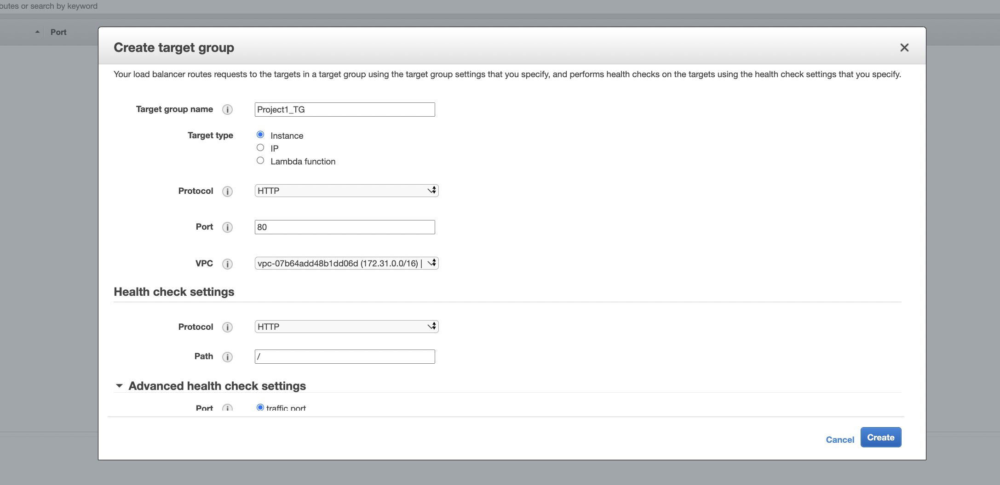 butes or search by keyword
Port
Create target group
Your load balancer routes requests to the targets in a target group using the target group settings that you specify, and performs health checks on the targets using the health check settings that you specify.
Target group name i Project1_TG
Target type Instance
IP
Lambda function
Protocol i HTTP
Port i 80
VPC i vpc-07b64add48b1dd06d (172.31.0.0/16) |
Health check settings
Protocol i HTTP
Path i /
Advanced health check settings
Port i traffic port
Cancel Create